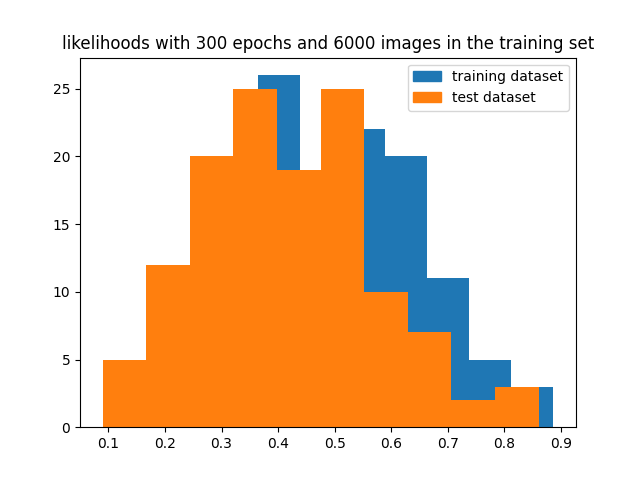 likelihoods with 300 epochs and 6000 images in the training set
training dataset
test dataset
25
20
15
10
5
0
0.1 0.2 0.3 0.4 0.5 0.6 0.7 0.8 0.9